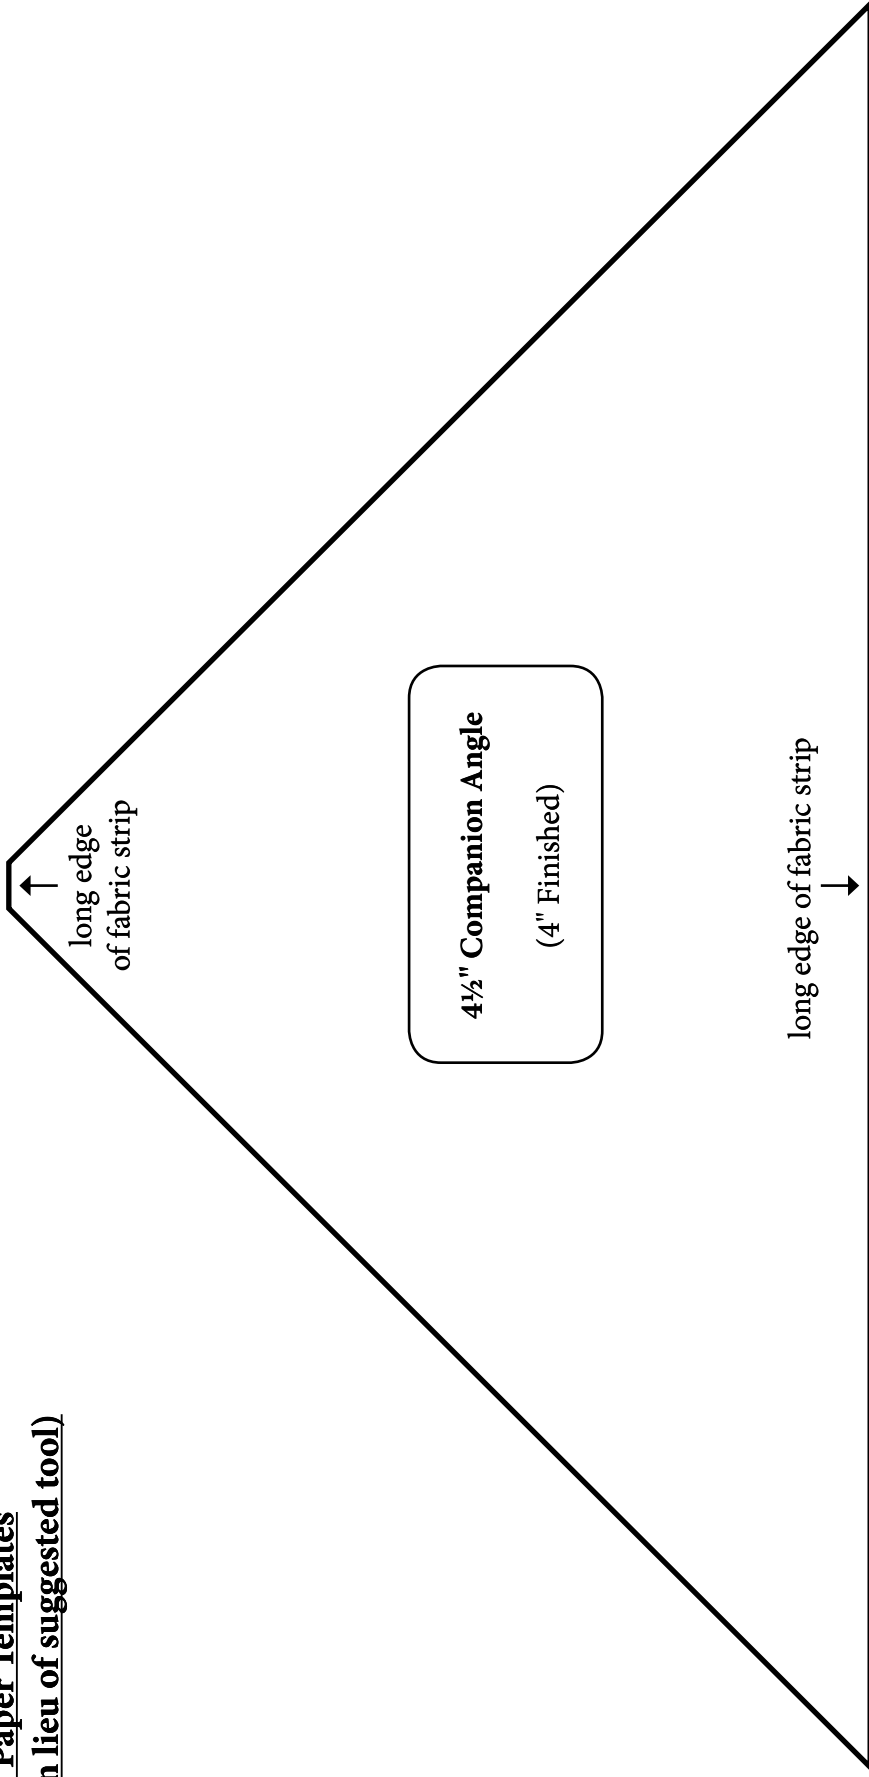 Paper Templates
n lieu of suggested tool)
long edge
of fabric strip
4½" Companion Angle
(4" Finished)
long edge of fabric strip